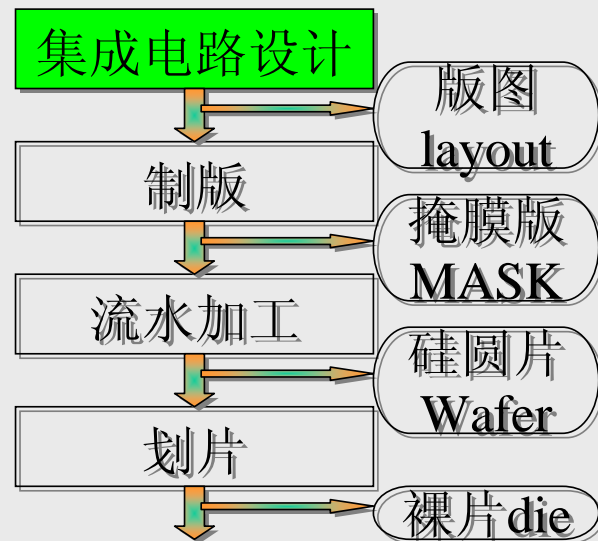 集成电路设计
版图
layout
制版
掩膜版
MASK
流水加工
硅圆片
Wafer
划片
裸片die